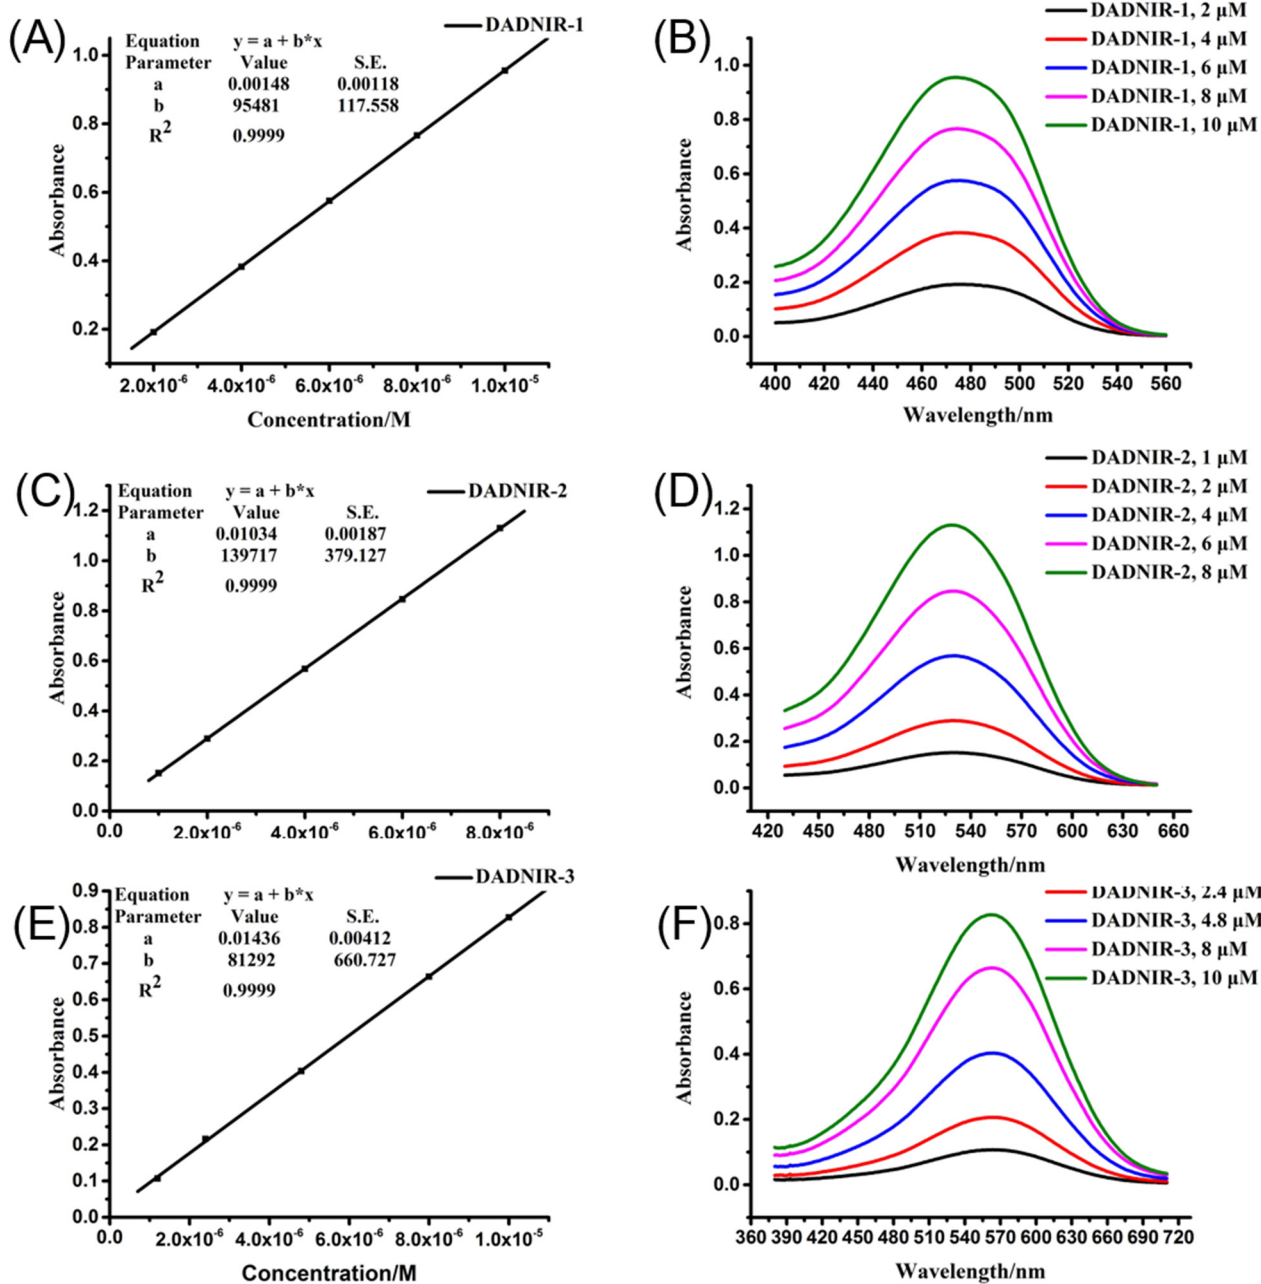 (A)
DADNIR-1
Equation y = a + b*x
Parameter Value S.E.
a 0.00148 0.00118
b 95481 117.558
R2 0.9999
1.0
0.8
0.6
0.4
0.2
Absorbance
2.0x10-6 4.0x10-6 6.0x10-6 8.0x10-6 1.0x10-5
Concentration/M
(B)
DADNIR-1, 2 μM
DADNIR-1, 4 μM
DADNIR-1, 6 μM
DADNIR-1, 8 μM
DADNIR-1, 10 μM
1.0
0.8
0.6
0.4
0.2
0.0
Absorbance
400 420 440 460 480 500 520 540 560
Wavelength/nm
(C)
DADNIR-2
Equation y = a + b*x
Parameter Value S.E.
a 0.01034 0.00187
b 139717 379.127
R2 0.9999
1.2
1.0
0.8
0.6
0.4
0.2
0.0
Absorbance
0.0 2.0x10-6 4.0x10-6 6.0x10-6 8.0x10-6
(D)
DADNIR-2, 1 μM
DADNIR-2, 2 μM
DADNIR-2, 4 μM
DADNIR-2, 6 μM
DADNIR-2, 8 μM
1.2
1.0
0.8
0.6
0.4
0.2
0.0
Absorbance
420 450 480 510 540 570 600 630 660
Wavelength/nm
(E)
DADNIR-3
Equation y = a + b*x
Parameter Value S.E.
a 0.01436 0.00412
b 81292 660.727
R2 0.9999
0.9
0.8
0.7
0.6
0.5
0.4
0.3
0.2
0.1
0.0
Absorbance
0.0 2.0x10-6 4.0x10-6 6.0x10-6 8.0x10-6 1.0x10-5
Concentration/M
(F)
DADNIR-3, 2.4 μM
DADNIR-3, 4.8 μM
DADNIR-3, 8 μM
DADNIR-3, 10 μM
0.8
0.6
0.4
0.2
0.0
Absorbance
360 390 420 450 480 510 540 570 600 630 660 690 720
Wavelength/nm